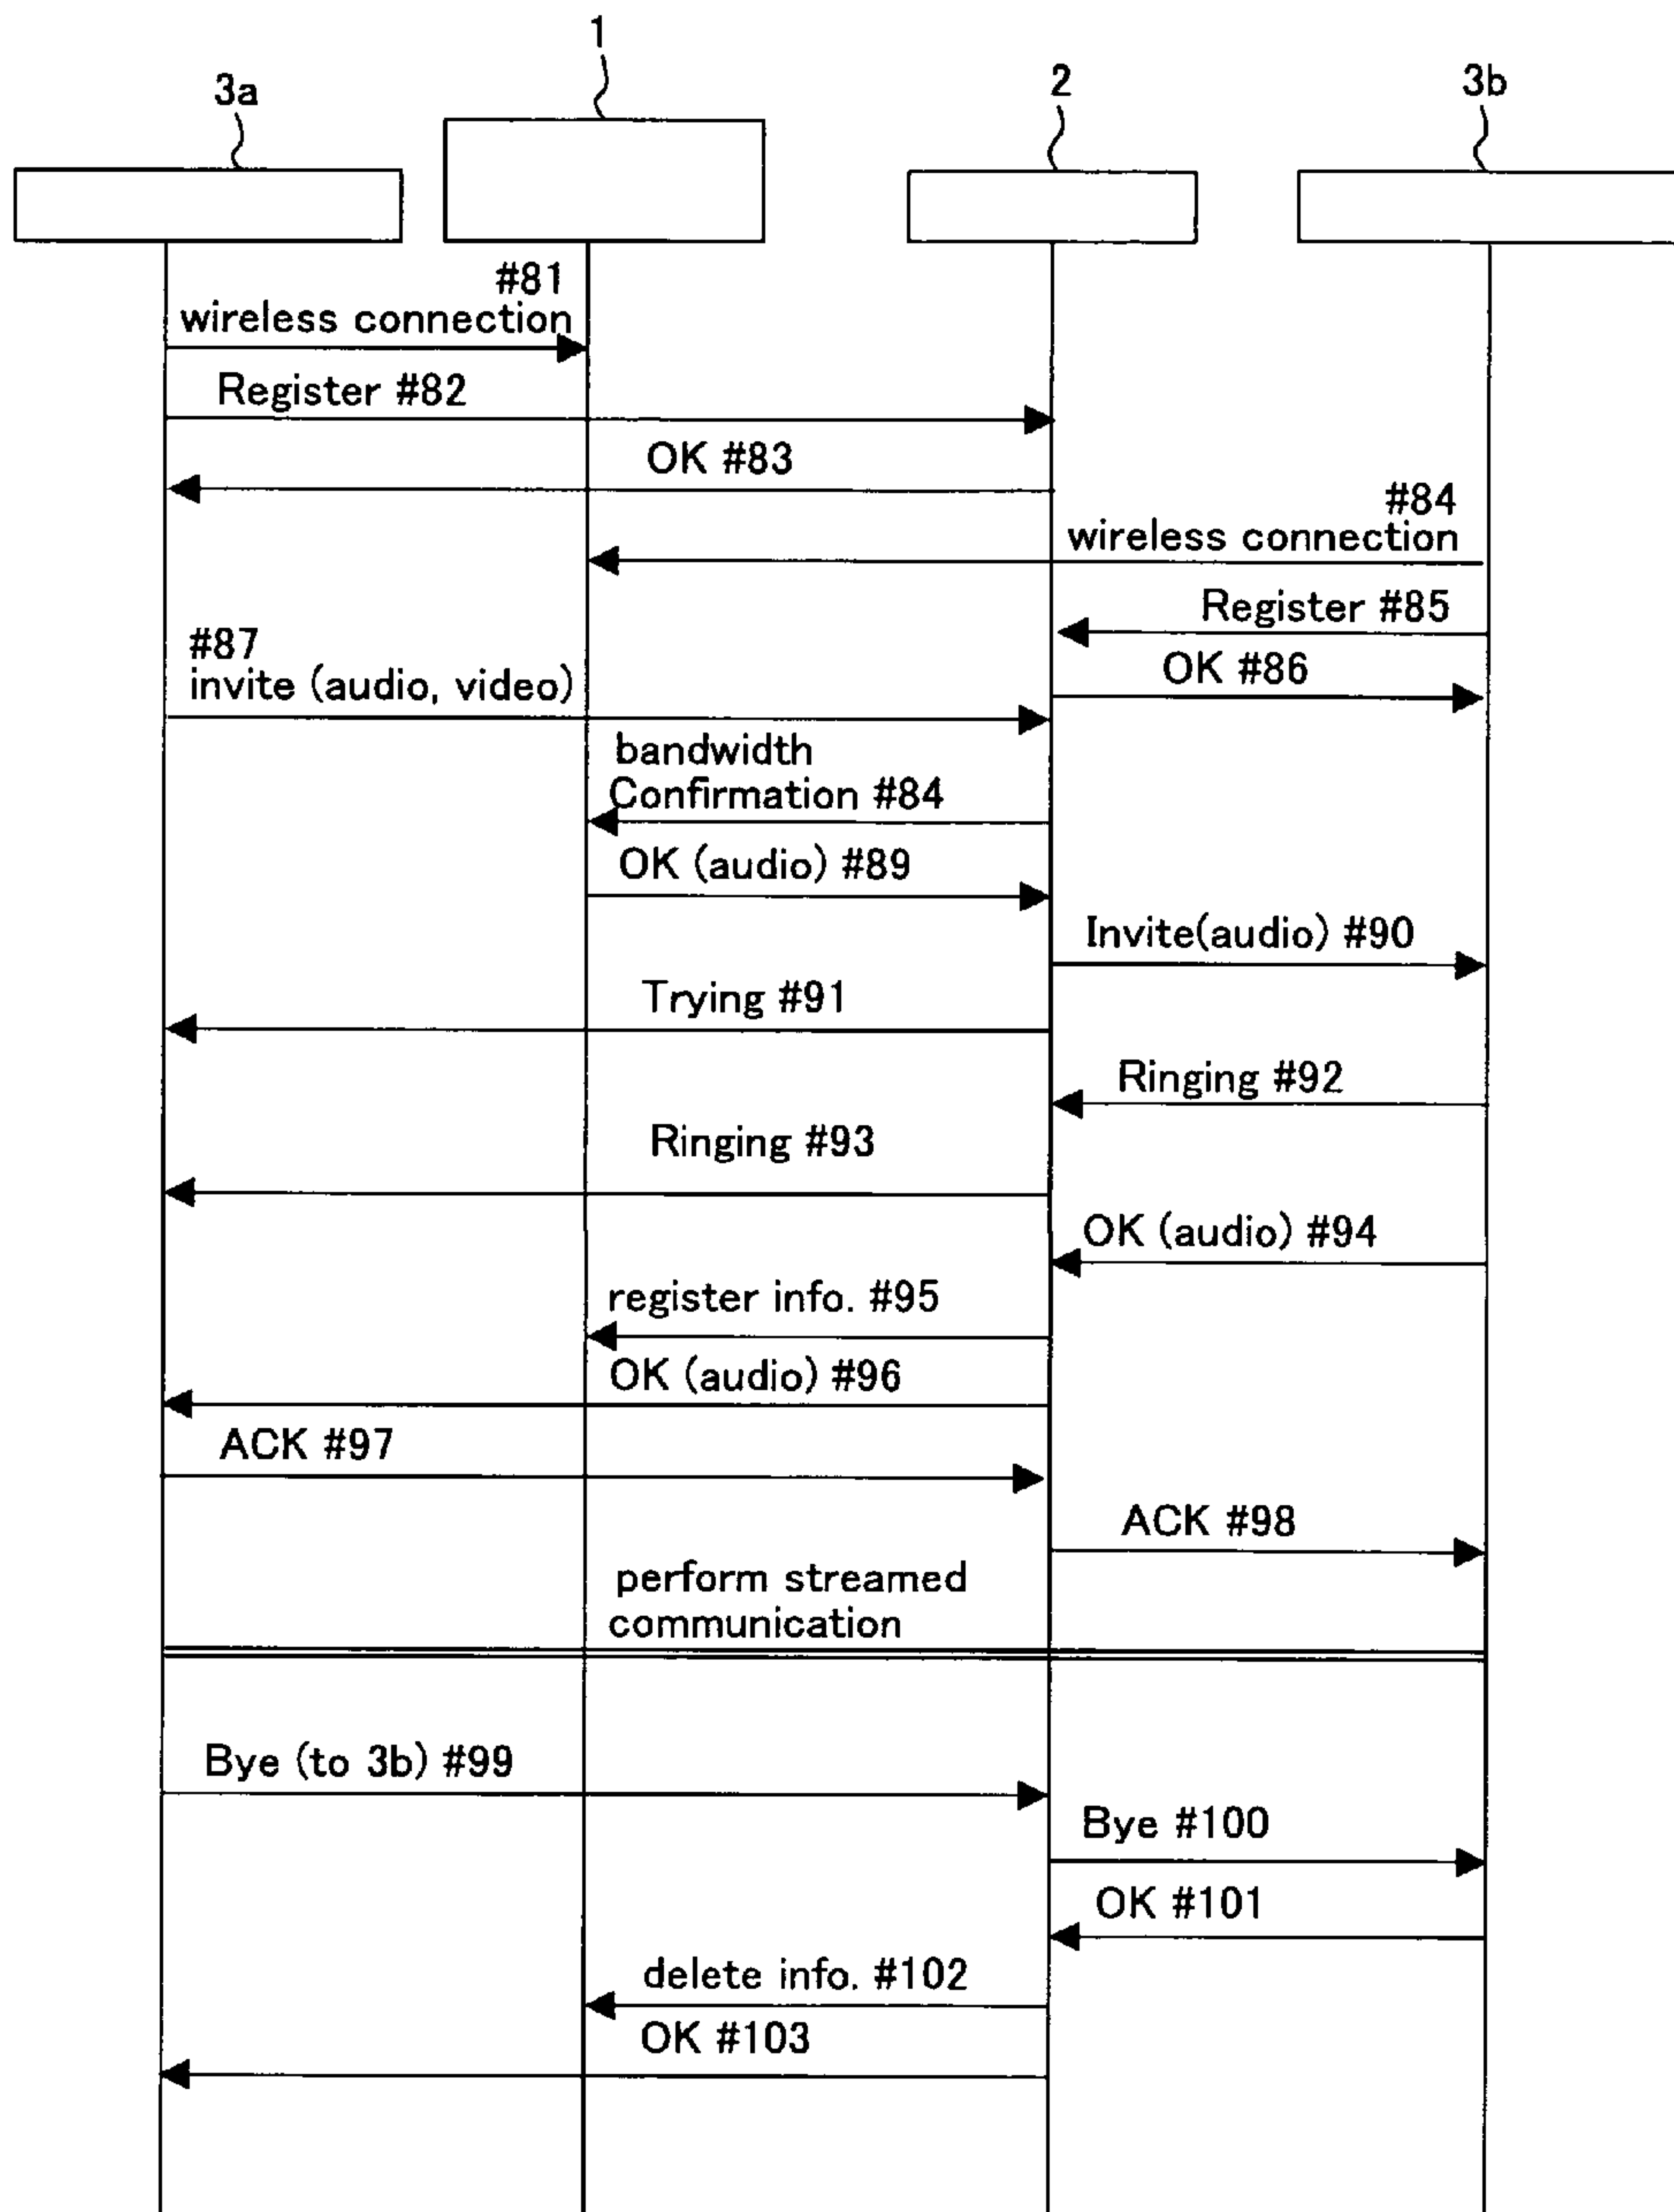 1
3a
2
3b
#81
wireless connection
Register #82
OK #83
#84
wireless connection
Register #85
#87
invite (audio, video)
OK #86
bandwidth
Confirmation #84
OK (audio) #89
Invite(audio) #90
Trying #91
Ringing #92
Ringing #93
OK (audio) #94
register info. #95
OK (audio) #96
ACK #97
ACK #98
perform streamed
communication
Bye (to 3b) #99
Bye #100
OK #101
delete info. #102
OK #103